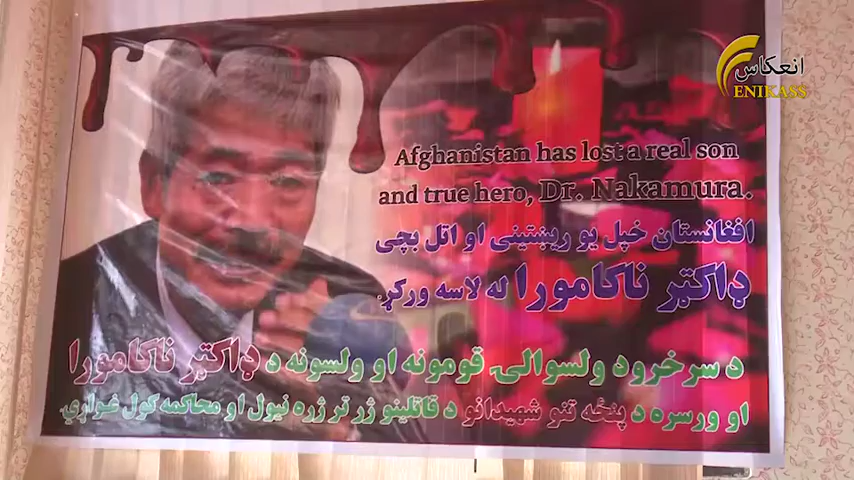 انعکاس
ENIKASS
Afghanistan has lost a real son
and true hero, Dr. Nakamura.
افغانستان خپل یو ریښتینی او اتل بچی
ډاکټر ناکامورا له لاسه ورکړ.
د سرخرود ولسوالۍ قومونه او ولسونه د ډاکټر ناکامورا
او ورسره د پنځه تنو شهیدانو د قاتلینو ژر تر ژره نیول او محاکمه کول غواړي.